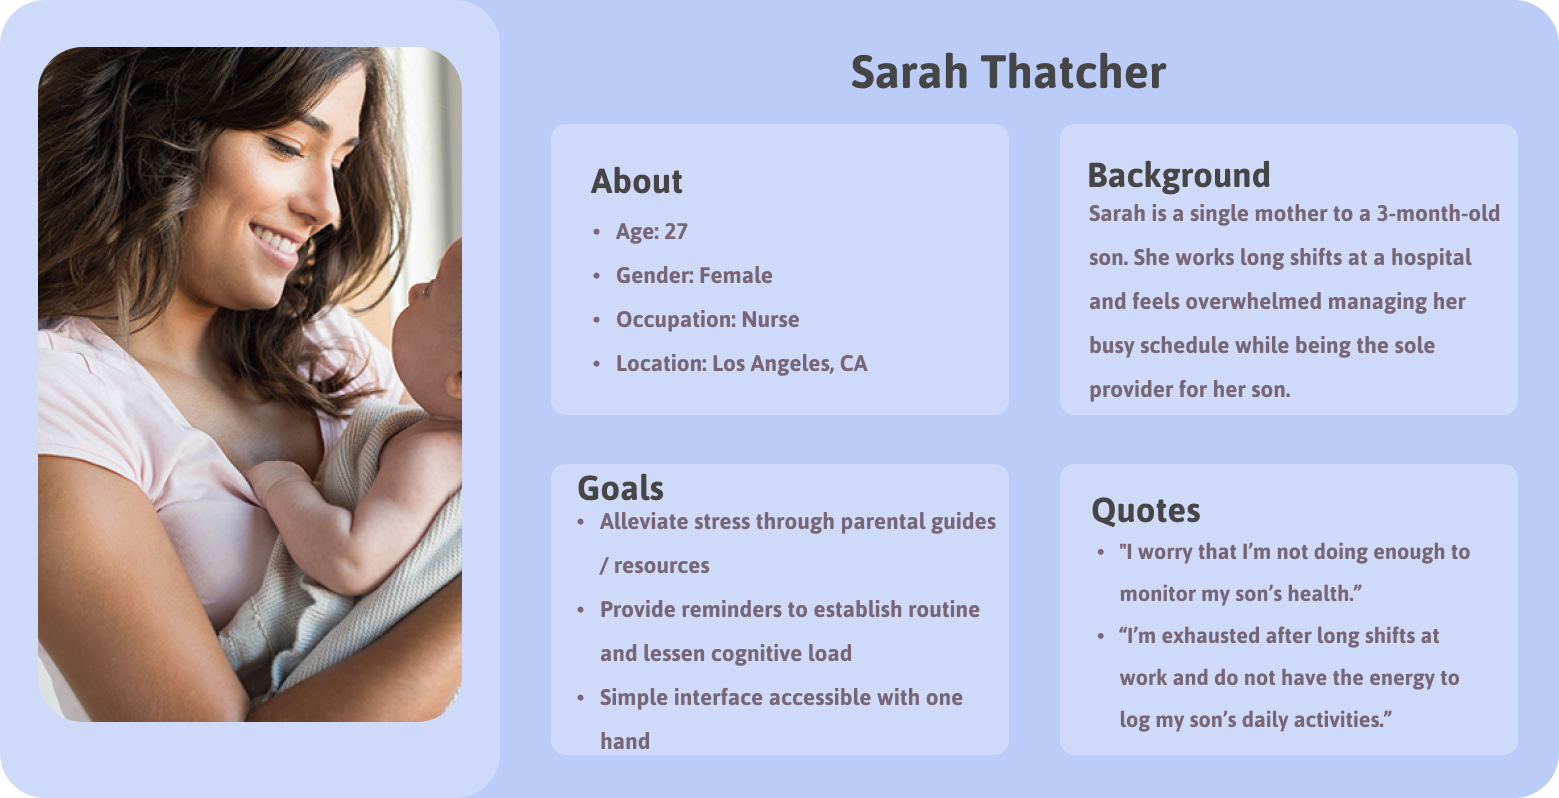 Sarah Thatcher
About
• Age: 27
• Gender: Female
• Occupation: Nurse
• Location: Los Angeles, CA
Background
Sarah is a single mother to a 3-month-old
son. She works long shifts at a hospital
and feels overwhelmed managing her
busy schedule while being the sole
provider for her son.
Goals
• Alleviate stress through parental guides
/ resources
• Provide reminders to establish routine
and lessen cognitive load
• Simple interface accessible with one
hand
Quotes
• "I worry that I’m not doing enough to
monitor my son’s health.”
• “I’m exhausted after long shifts at
work and do not have the energy to
log my son’s daily activities.”